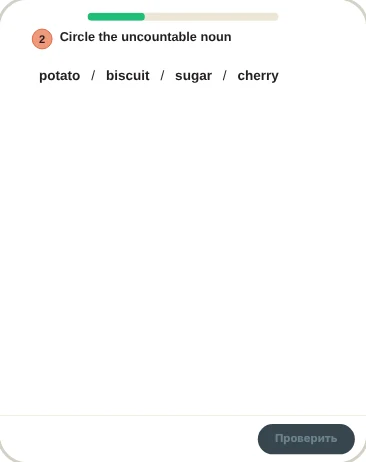 2 Circle the uncountable noun
potato / biscuit / sugar / cherry
Проверить